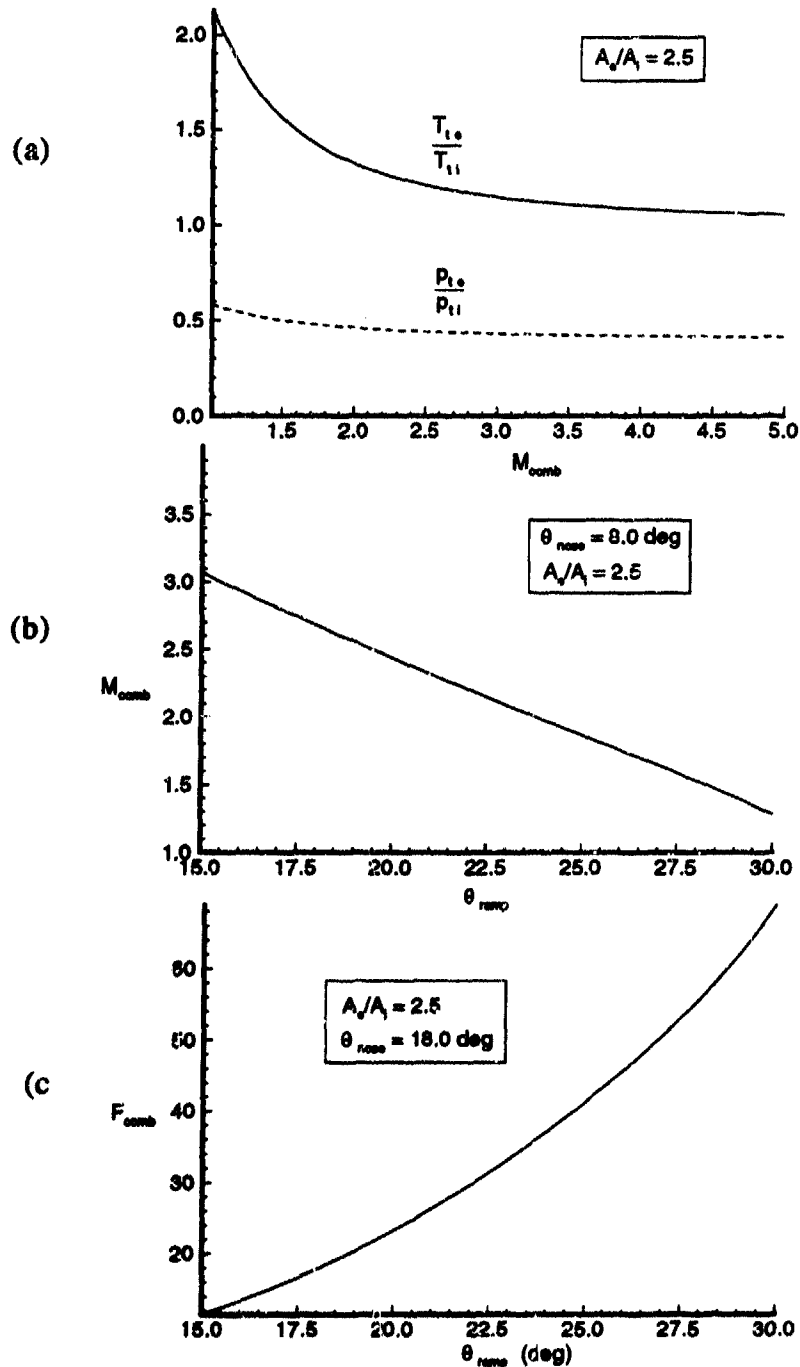 (a)
2.0
1.5
1.0
0.5
0.0
A_e/A_i = 2.5
T_te
T_ti
p_te
p_ti
1.5 2.0 2.5 3.0 3.5 4.0 4.5 5.0
M_comb
(b)
3.5
3.0
2.5
2.0
1.5
1.0
M_comb
θ_nose = 8.0 deg
A_e/A_i = 2.5
15.0 17.5 20.0 22.5 25.0 27.5 30.0
θ_ramp
(c
60
50
40
30
20
F_comb
A_e/A_i = 2.5
θ_nose = 18.0 deg
15.0 17.5 20.0 22.5 25.0 27.5 30.0
θ_ramp (deg)